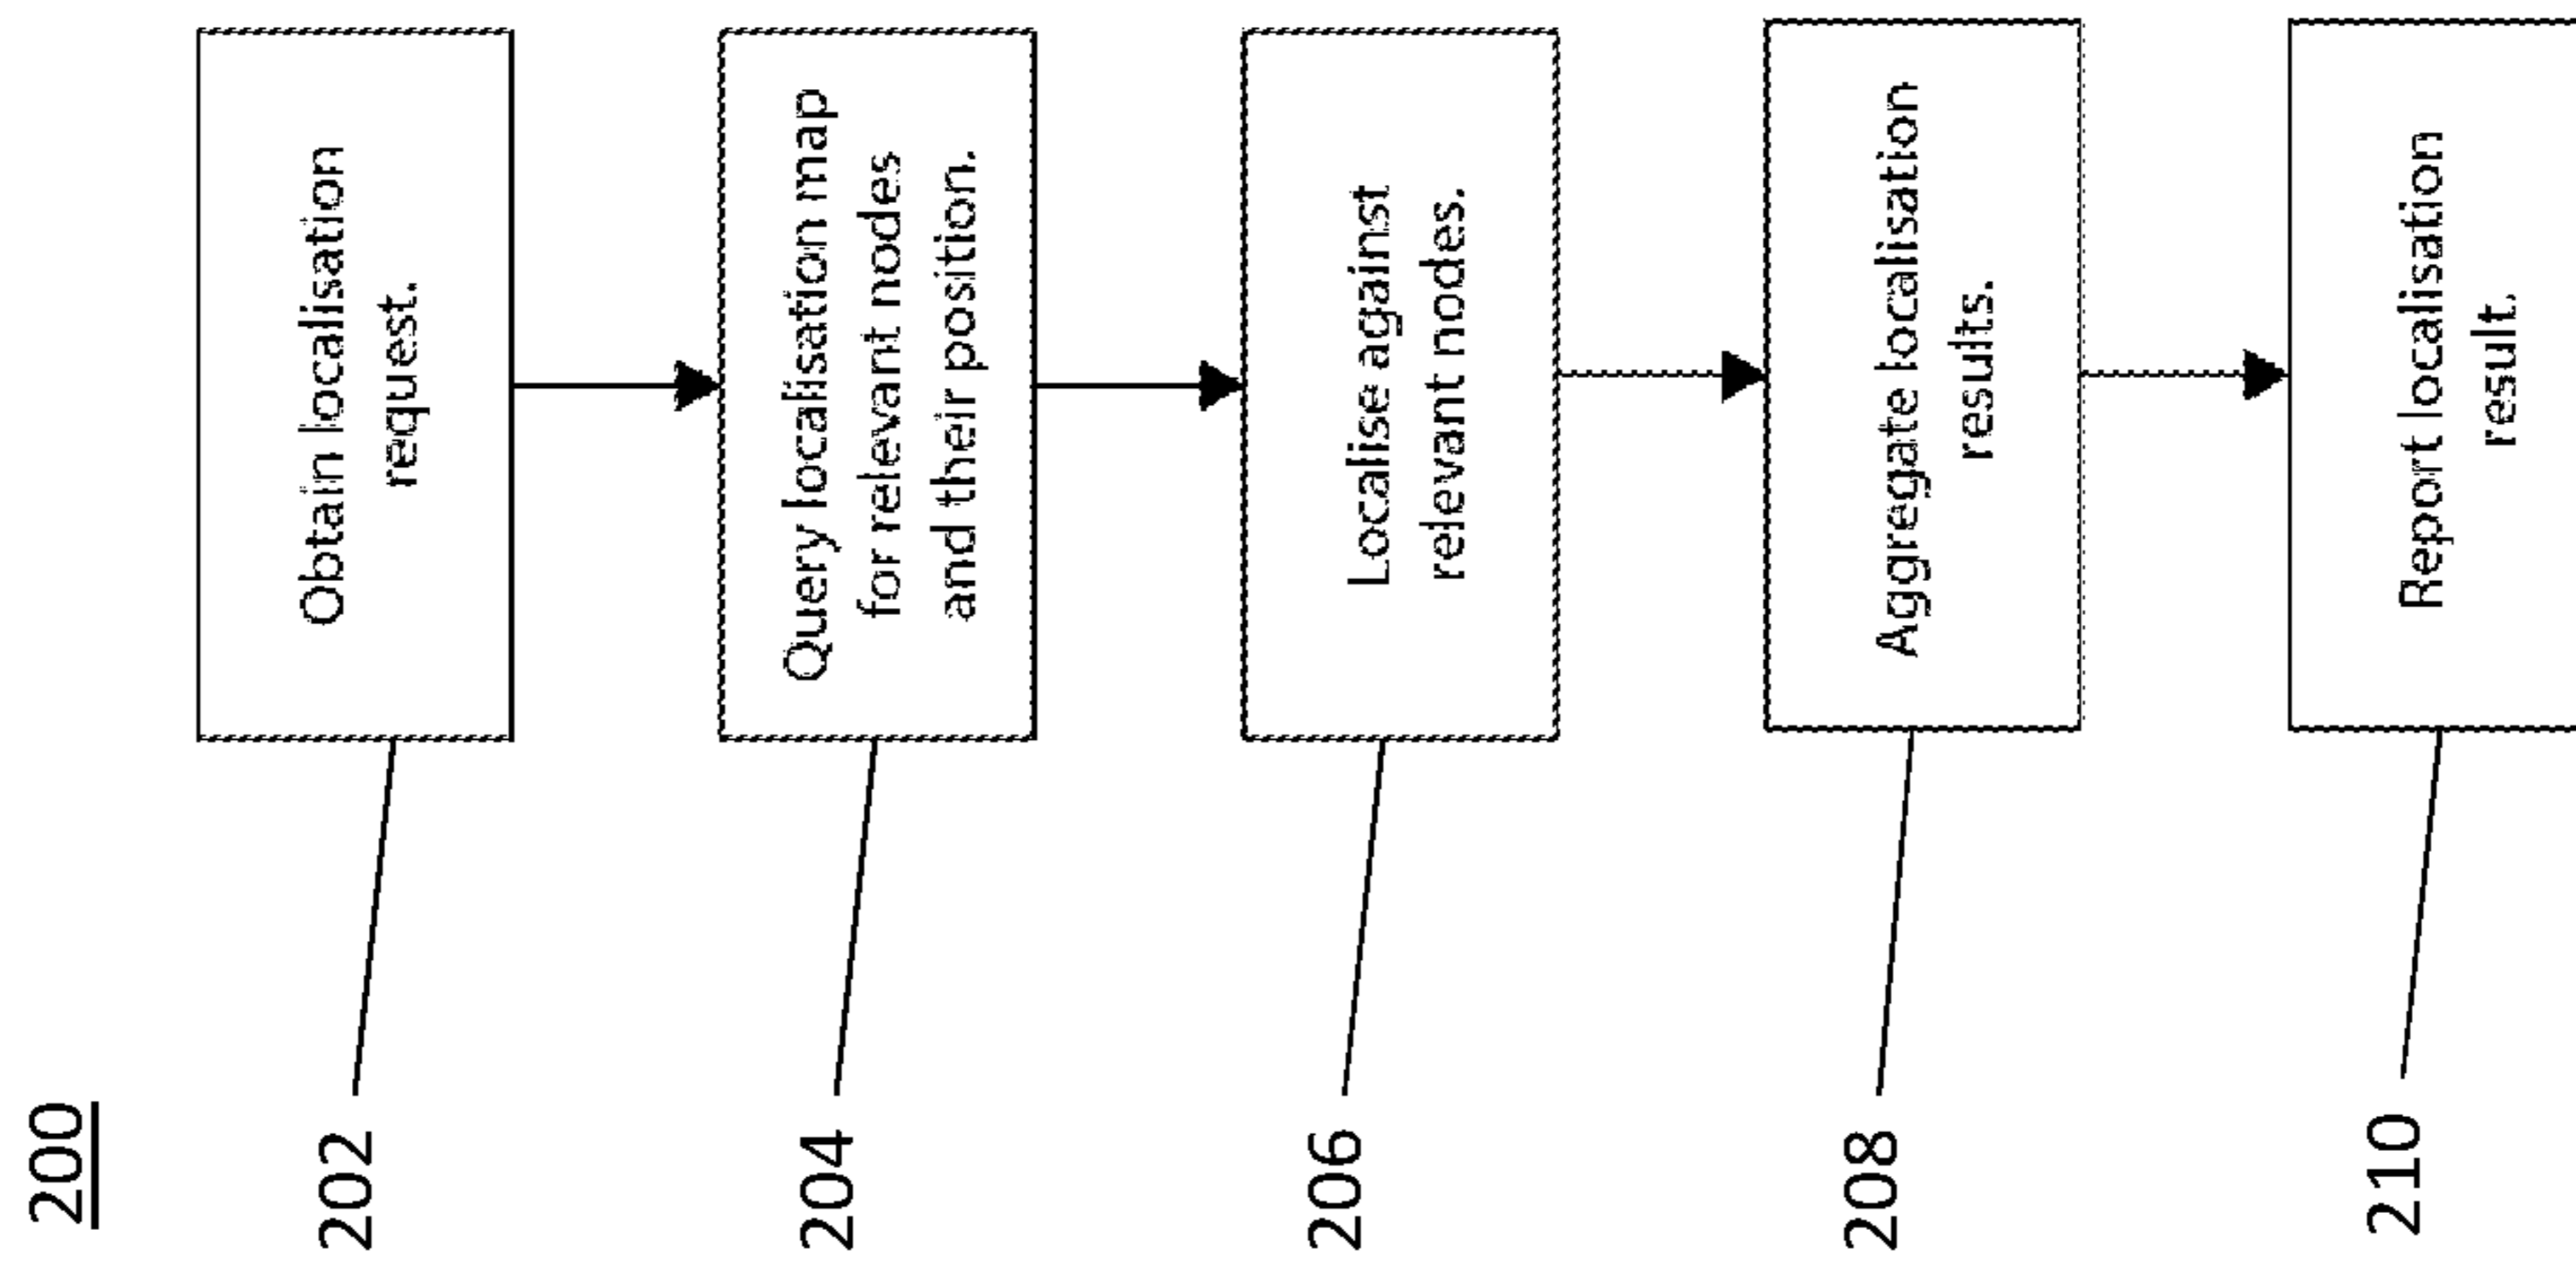 200
202
Obtain localisation
request.
204
Query localisation map
for relevant nodes
and their position.
206
Localise against
relevant nodes.
208
Aggregate localisation
results.
210
Report localisation
result.